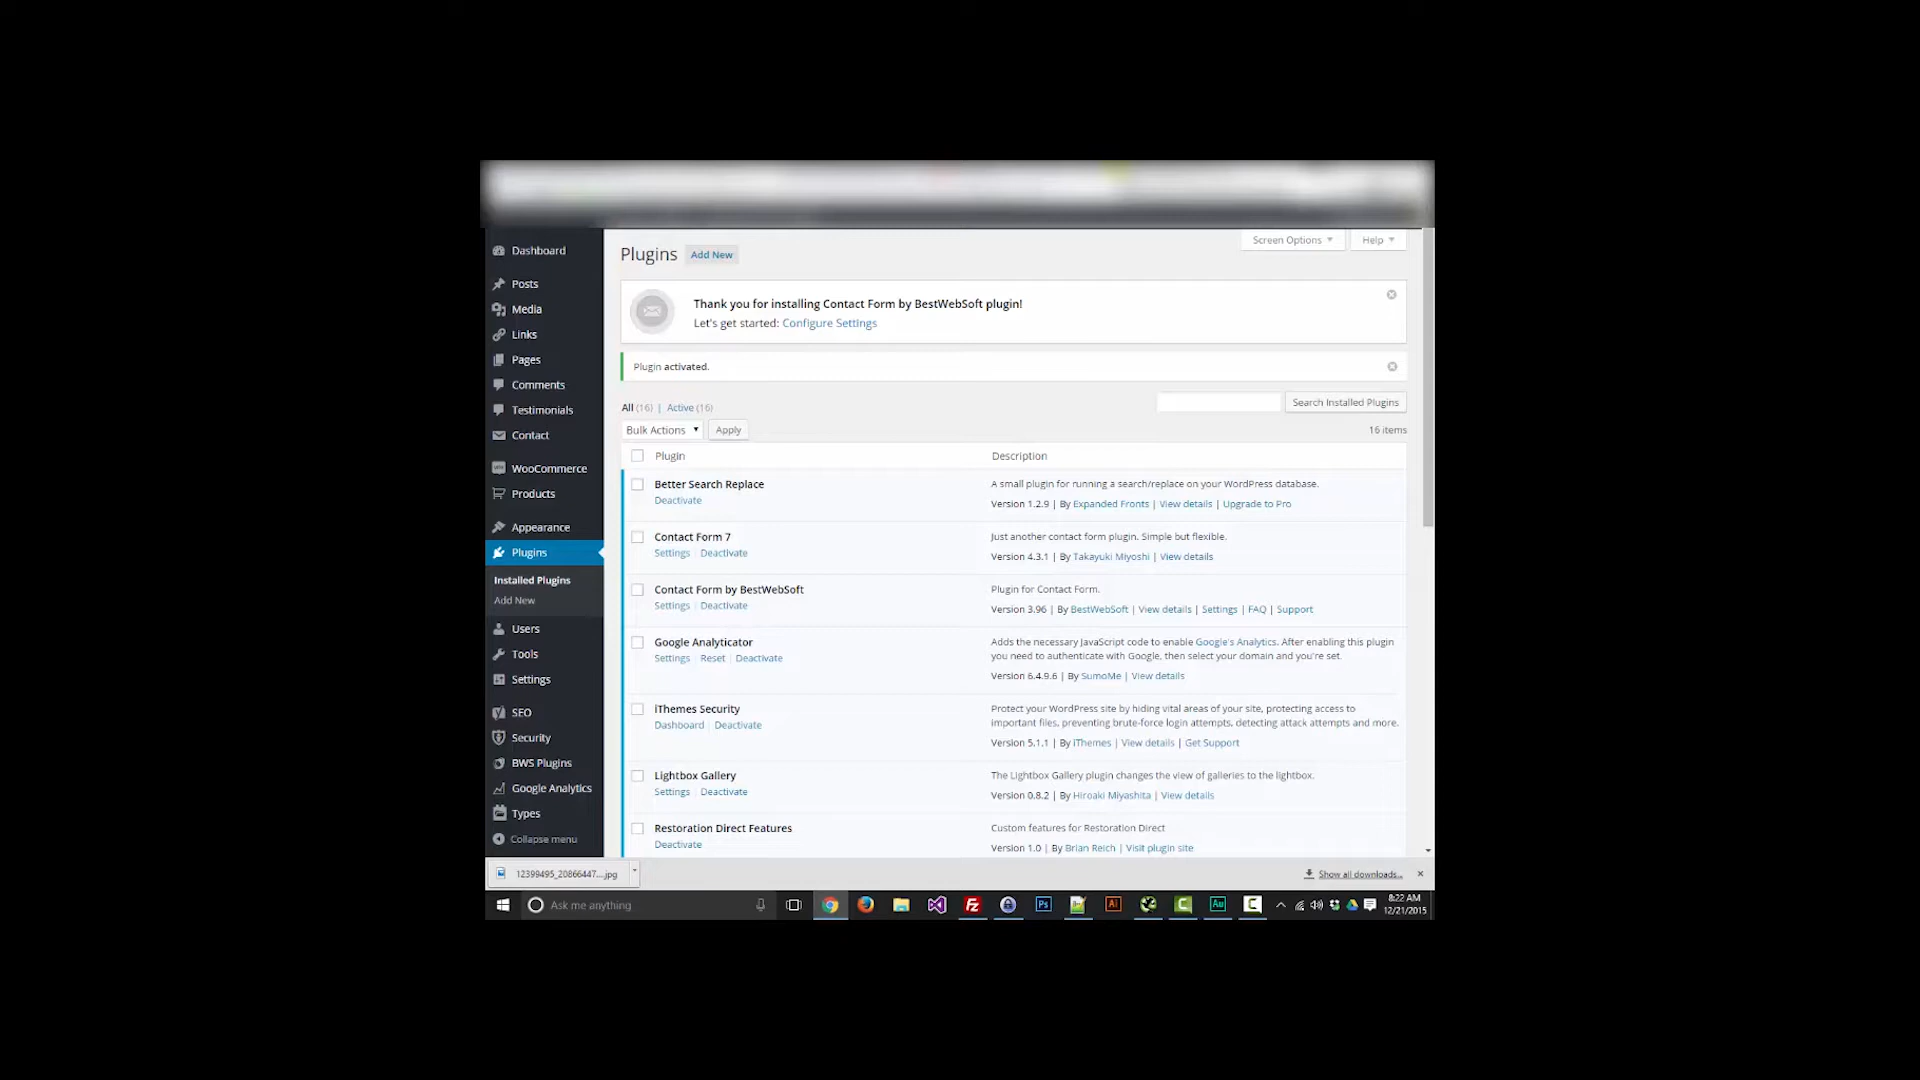 Screen Options Help
Plugins Add New
Thank you for installing Contact Form by BestWebSoft plugin!
Let's get started: Configure Settings
Plugin activated.
All (16) | Active (16)
Search Installed Plugins
Bulk Actions Apply
16 items
Plugin Description
Better Search Replace
Deactivate
A small plugin for running a search/replace on your WordPress database.
Version 1.2.9 | By Expanded Fronts | View details | Upgrade to Pro
Contact Form 7
Settings | Deactivate
Just another contact form plugin. Simple but flexible.
Version 4.3.1 | By Takayuki Miyoshi | View details
Contact Form by BestWebSoft
Settings | Deactivate
Plugin for Contact Form.
Version 3.96 | By BestWebSoft | View details | Settings | FAQ | Support
Google Analyticator
Settings | Reset | Deactivate
Adds the necessary JavaScript code to enable Google's Analytics. After enabling this plugin
you need to authenticate with Google, then select your domain and you're set.
Version 6.4.9.6 | By SumoMe | View details
iThemes Security
Dashboard | Deactivate
Protect your WordPress site by hiding vital areas of your site, protecting access to
important files, preventing brute-force login attempts, detecting attack attempts and more.
Version 5.1.1 | By iThemes | View details | Get Support
Lightbox Gallery
Settings | Deactivate
The Lightbox Gallery plugin changes the view of galleries to the lightbox.
Version 0.8.2 | By Hiroaki Miyashita | View details
Restoration Direct Features
Deactivate
Custom features for Restoration Direct
Version 1.0 | By Brian Reich | Visit plugin site
Dashboard
Posts
Media
Links
Pages
Comments
Testimonials
Contact
WooCommerce
Products
Appearance
Plugins
Installed Plugins
Add New
Users
Tools
Settings
SEO
Security
BWS Plugins
Google Analytics
Types
Collapse menu
12399495_20866447....jpg
Show all downloads...
Ask me anything
Ps
Ai
Au
8:22 AM
12/21/2015